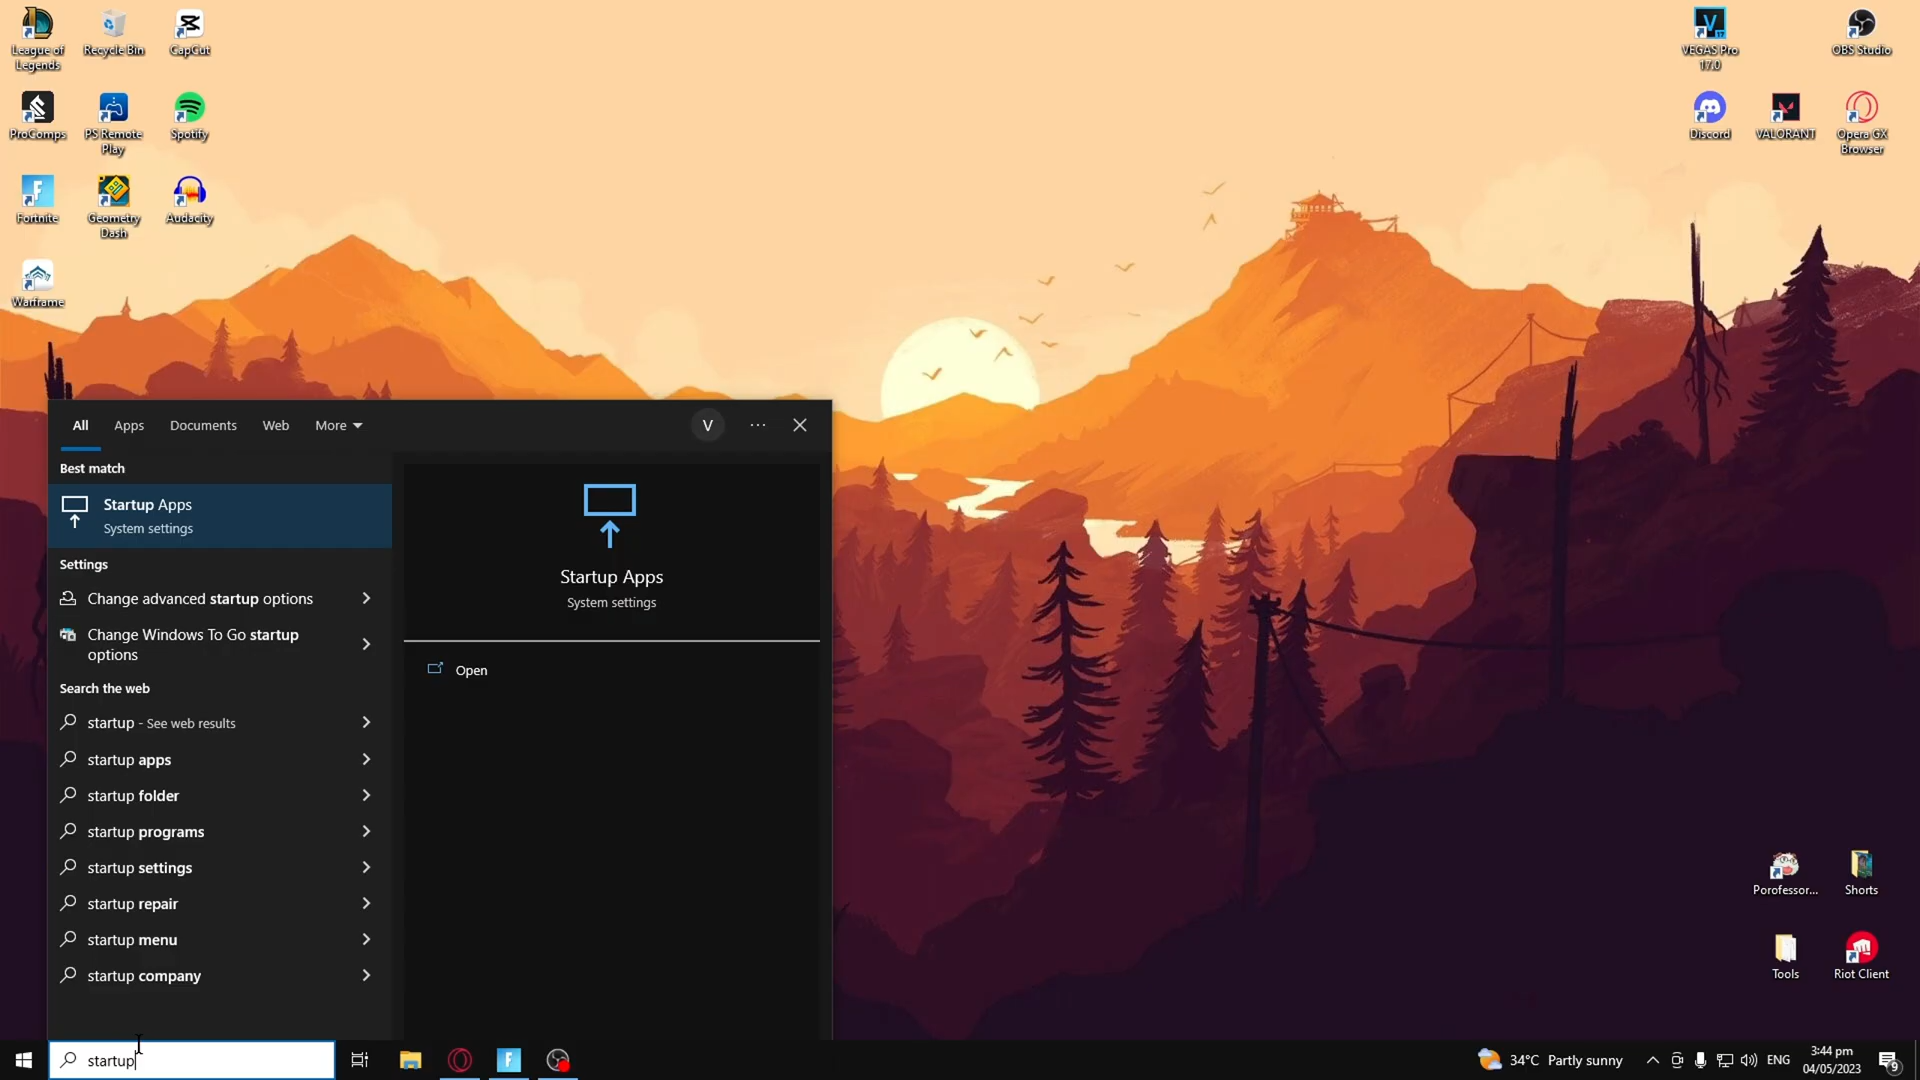 League of
Legends
Recycle Bin
CapCut
ProComps
PS Remote
Play
Spotify
Fortnite
Geometry
Dash
Audacity
Warframe
VEGAS Pro
17.0
OBS Studio
Discord
VALORANT
Opera GX
Browser
All
Apps
Documents
Web
More
V
Best match
Startup Apps
System settings
Settings
Change advanced startup options
Change Windows To Go startup
options
Search the web
startup - See web results
startup apps
startup folder
startup programs
startup settings
startup repair
startup menu
startup company
Startup Apps
System settings
Open
Porofessor...
Shorts
Tools
Riot Client
startup
34°C Partly sunny
ENG
3:44 pm
04/05/2023
9